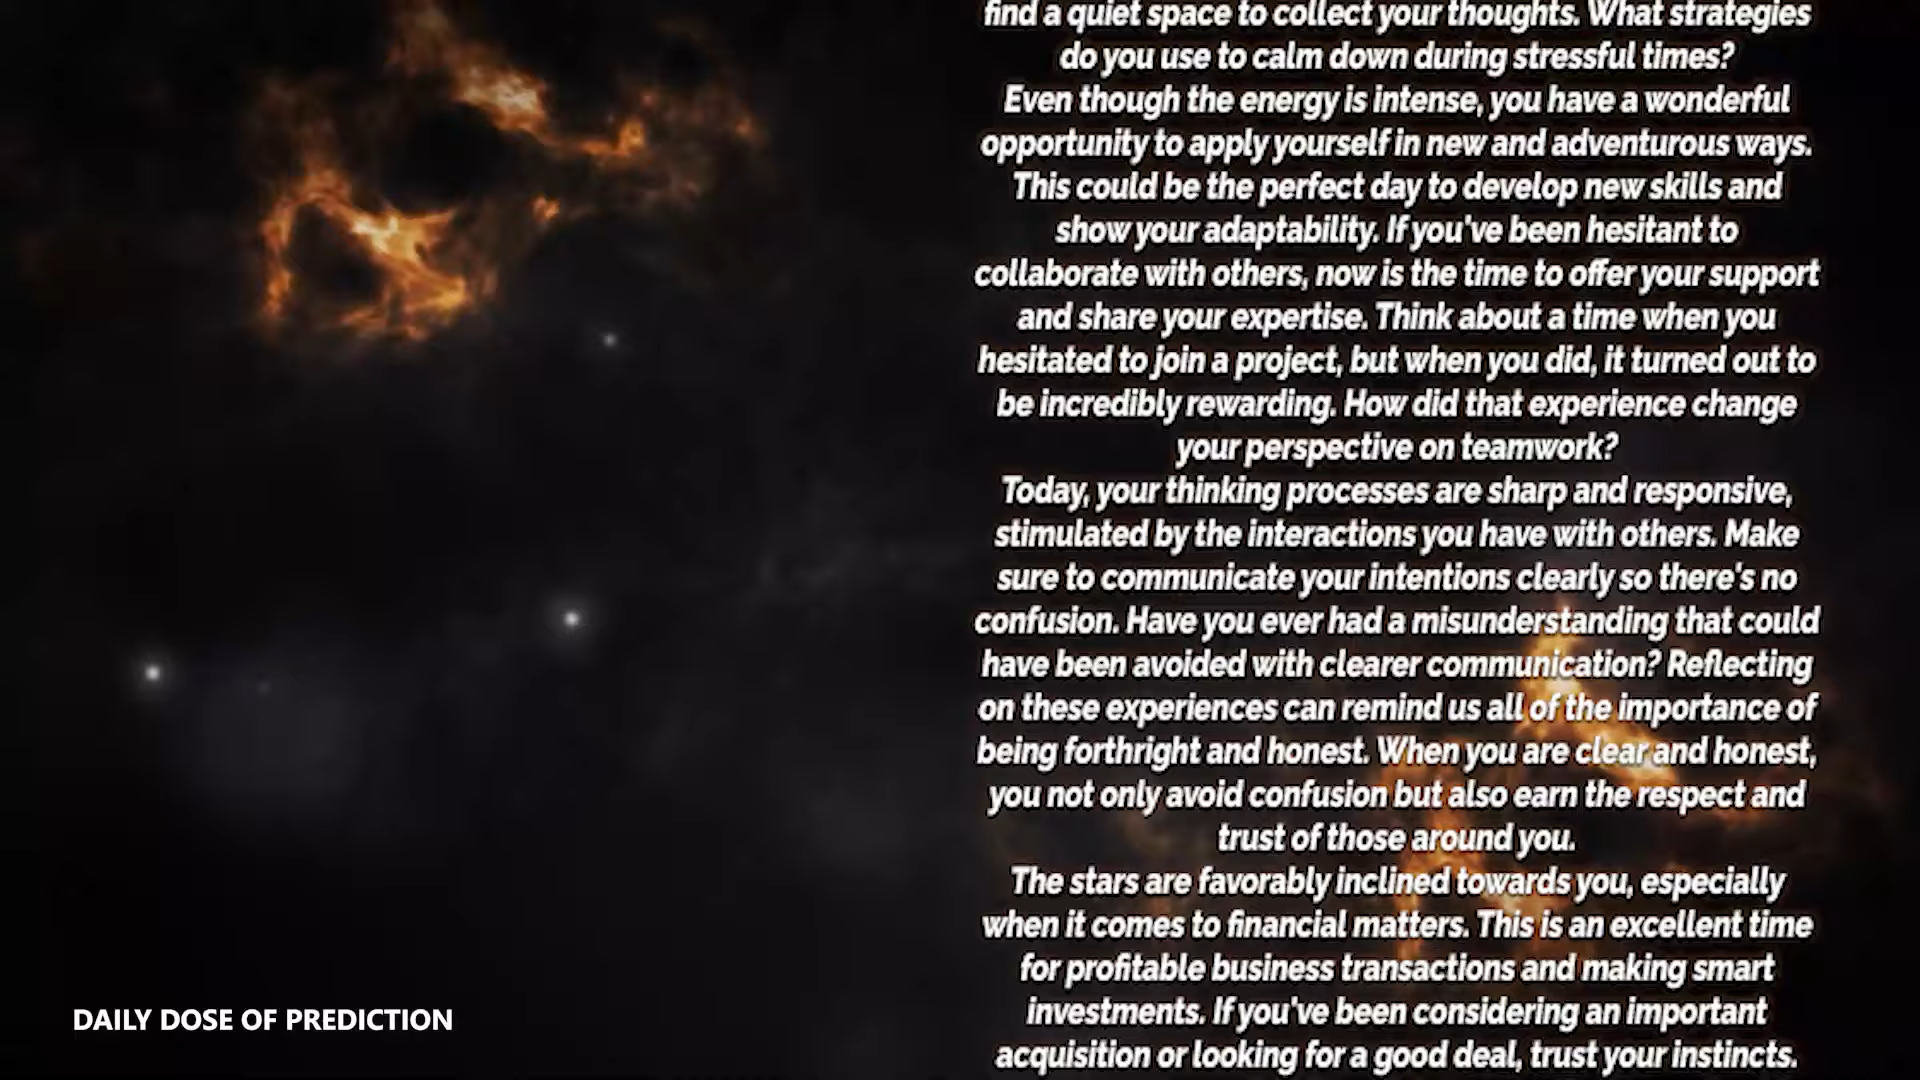 find a quiet space to collect your thoughts. What strategies
do you use to calm down during stressful times?
Even though the energy is intense, you have a wonderful
opportunity to apply yourself in new and adventurous ways.
This could be the perfect day to develop new skills and
show your adaptability. If you've been hesitant to
collaborate with others, now is the time to offer your support
and share your expertise. Think about a time when you
hesitated to join a project, but when you did, it turned out to
be incredibly rewarding. How did that experience change
your perspective on teamwork?
Today, your thinking processes are sharp and responsive,
stimulated by the interactions you have with others. Make
sure to communicate your intentions clearly so there's no
confusion. Have you ever had a misunderstanding that could
have been avoided with clearer communication? Reflecting
on these experiences can remind us all of the importance of
being forthright and honest. When you are clear and honest,
you not only avoid confusion but also earn the respect and
trust of those around you.
The stars are favorably inclined towards you, especially
when it comes to financial matters. This is an excellent time
for profitable business transactions and making smart
investments. If you've been considering an important
acquisition or looking for a good deal, trust your instincts.
DAILY DOSE OF PREDICTION